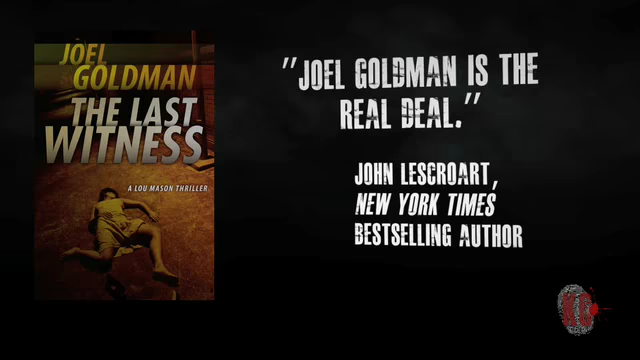 JOEL
GOLDMAN
THE LAST
WITNESS
A LOU MASON THRILLER
"JOEL GOLDMAN IS THE
REAL DEAL."
JOHN LESCROART,
NEW YORK TIMES
BESTSELLING AUTHOR